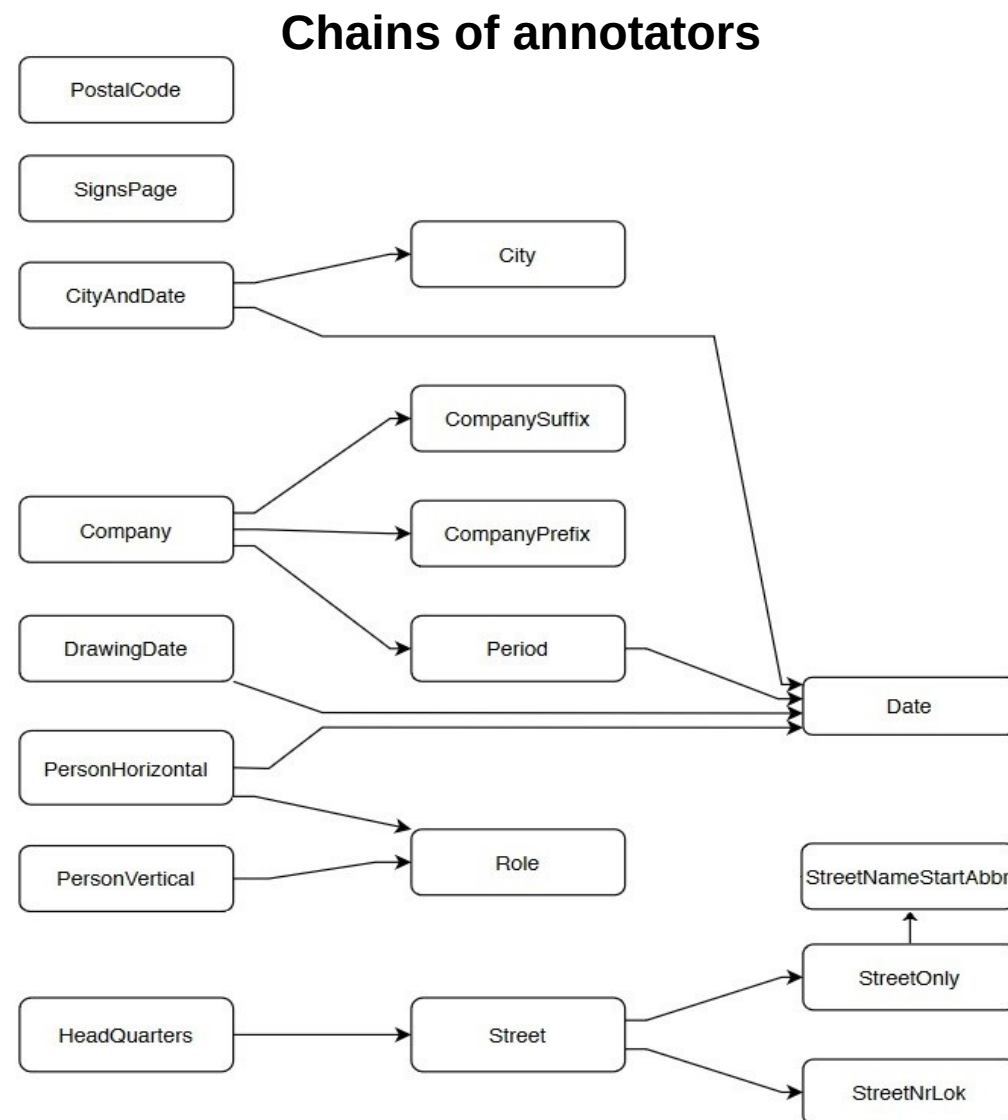 Chains of annotators
PostalCode
SignsPage
City
CityAndDate
CompanySuffix
Company
CompanyPrefix
DrawingDate
Period
Date
PersonHorizontal
Role
PersonVertical
StreetNameStartAbbr
StreetOnly
HeadQuarters
Street
StreetNrLok